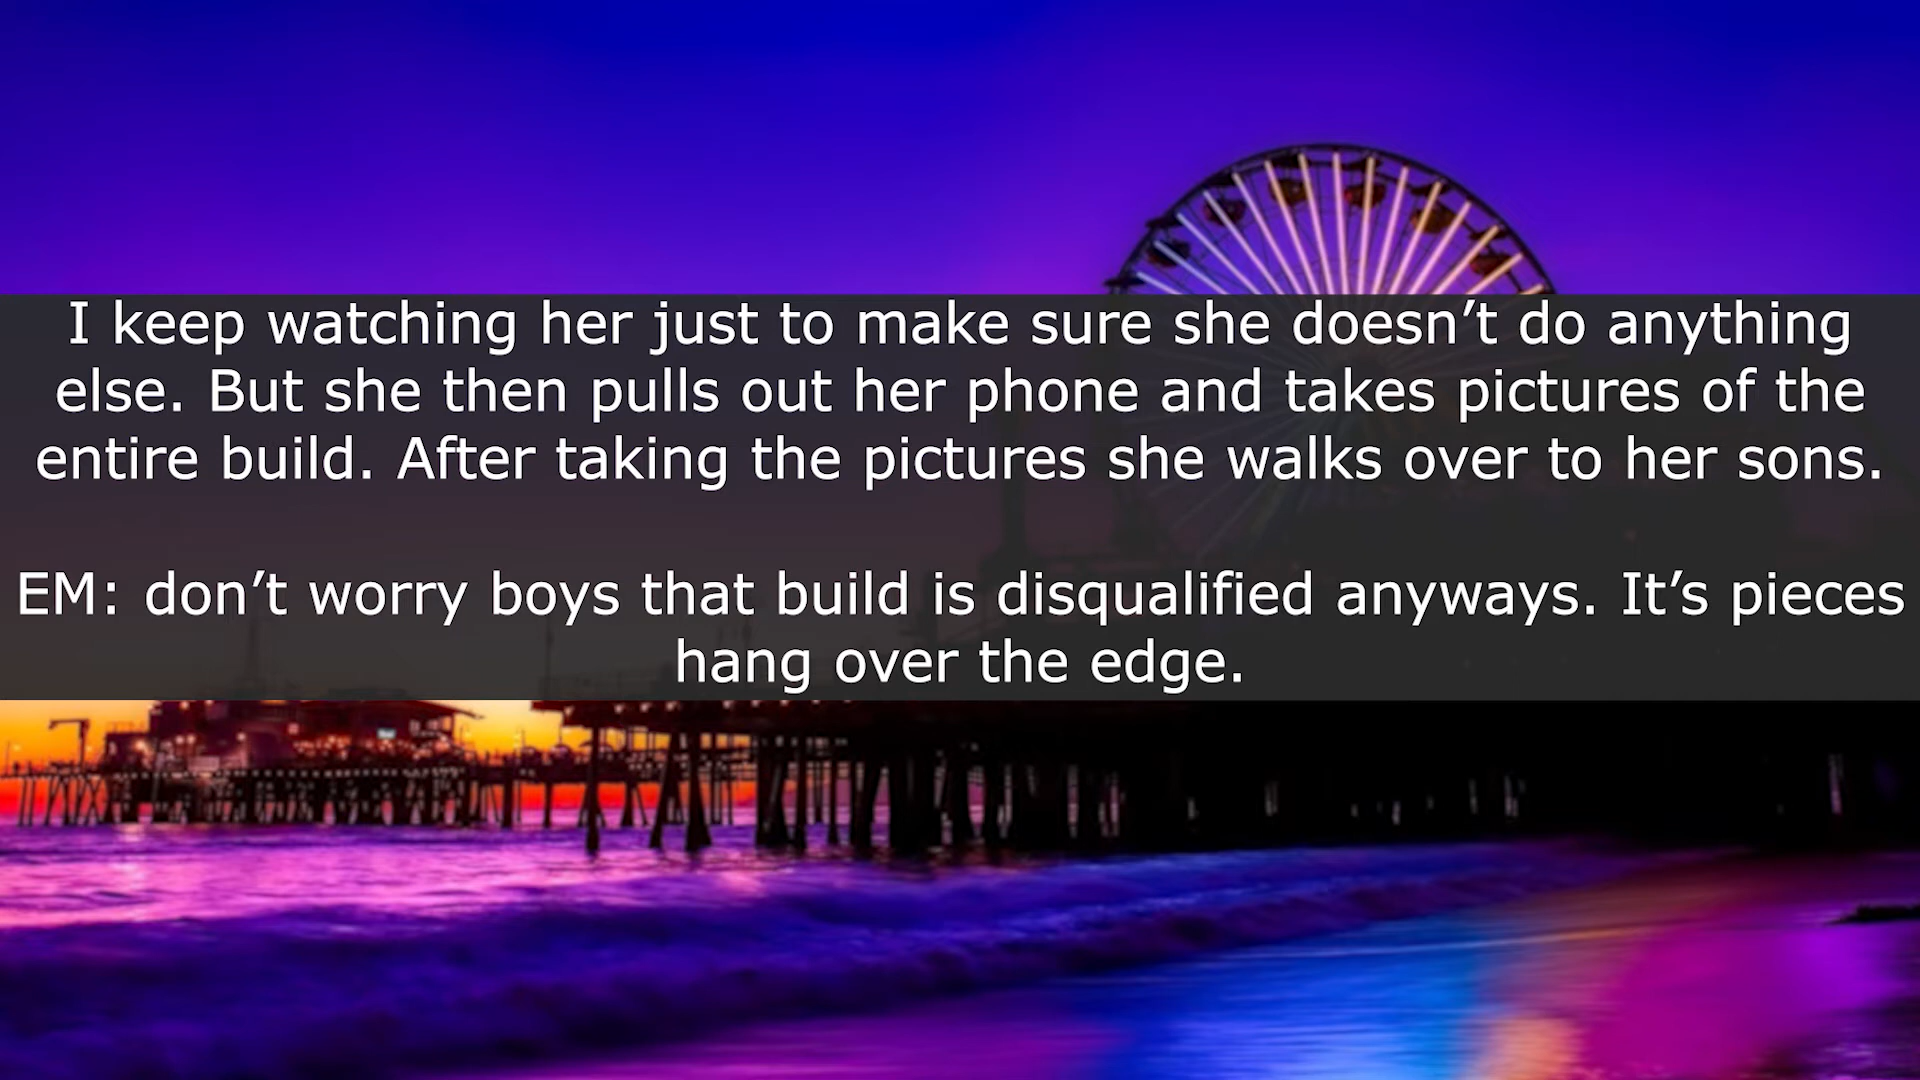 I keep watching her just to make sure she doesn’t do anything
else. But she then pulls out her phone and takes pictures of the
entire build. After taking the pictures she walks over to her sons.
EM: don’t worry boys that build is disqualified anyways. It’s pieces
hang over the edge.